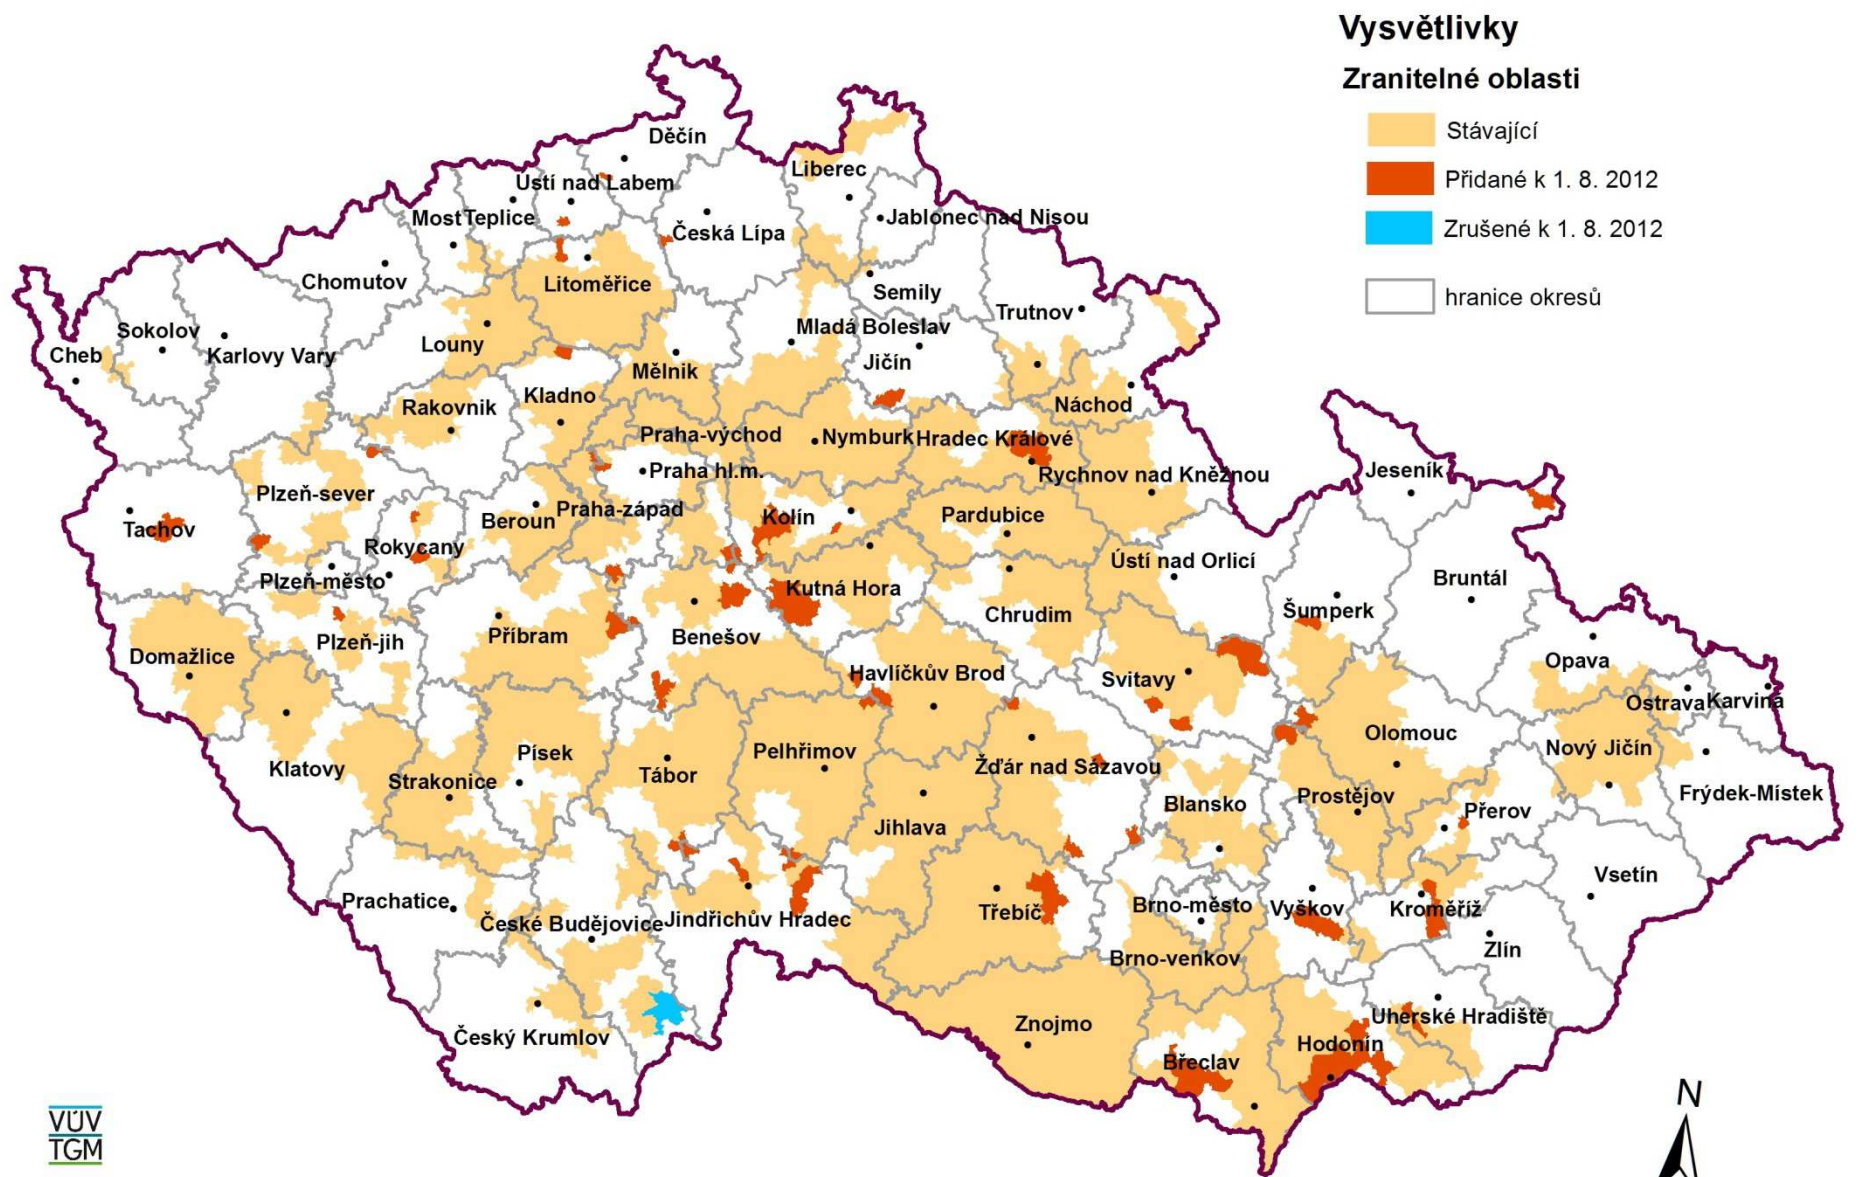 Vysvětlivky
Zranitelné oblasti
Stávající
Přidané k 1. 8. 2012
Zrušené k 1. 8. 2012
hranice okresů
Děčín
Liberec
Ústí nad Labem
Most
Teplice
Česká Lípa
Jablonec nad Nisou
Chomutov
Litoměřice
Semily
Trutnov
Sokolov
Mladá Boleslav
Cheb
Karlovy Vary
Louny
Jičín
Mělnik
Kladno
Rakovnik
Náchod
Praha-východ
Nymburk
Hradec Králové
Praha hl.m.
Rychnov nad Kněžnou
Jeseník
Plzeň-sever
Tachov
Beroun
Praha-západ
Kolín
Pardubice
Rokycany
Ústí nad Orlicí
Plzeň-město
Kutná Hora
Bruntál
Chrudim
Šumperk
Příbram
Benešov
Plzeň-jih
Domažlice
Opava
Havlíčkův Brod
Svitavy
Ostrava
Karviná
Olomouc
Nový Jičín
Písek
Pelhřimov
Klatovy
Tábor
Žďár nad Sázavou
Strakonice
Frýdek-Místek
Prostějov
Blansko
Přerov
Jihlava
Vsetín
Prachatice
Brno-město
Vyškov
Kroměříž
Třebíč
České Budějovice
Jindřichův Hradec
Zlín
Brno-venkov
Uherské Hradiště
Znojmo
Český Krumlov
Hodonín
Břeclav
N
VÚV
TGM